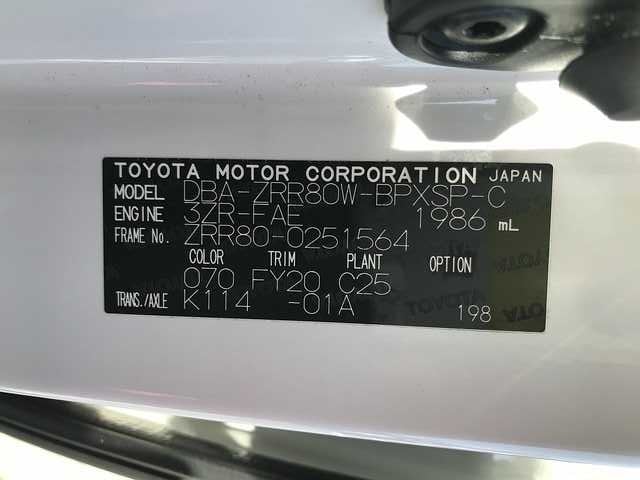 TOYOTA MOTOR CORPORATION JAPAN
MODEL DBA-ZRR80W-BPXSP-C
ENGINE 3ZR-FAE 1986 mL
FRAME No. ZRR80-0251564
COLOR TRIM PLANT OPTION
070 FY20 C25
TRANS./AXLE K114 -01A
198